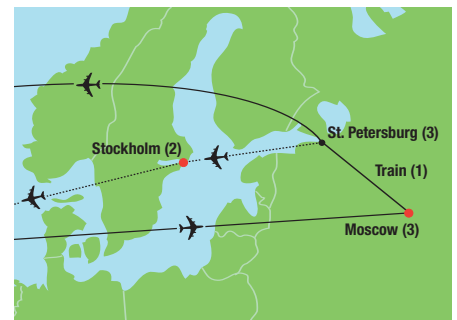 St. Petersburg (3)
Stockholm (2)
Train (1)
Moscow (3)